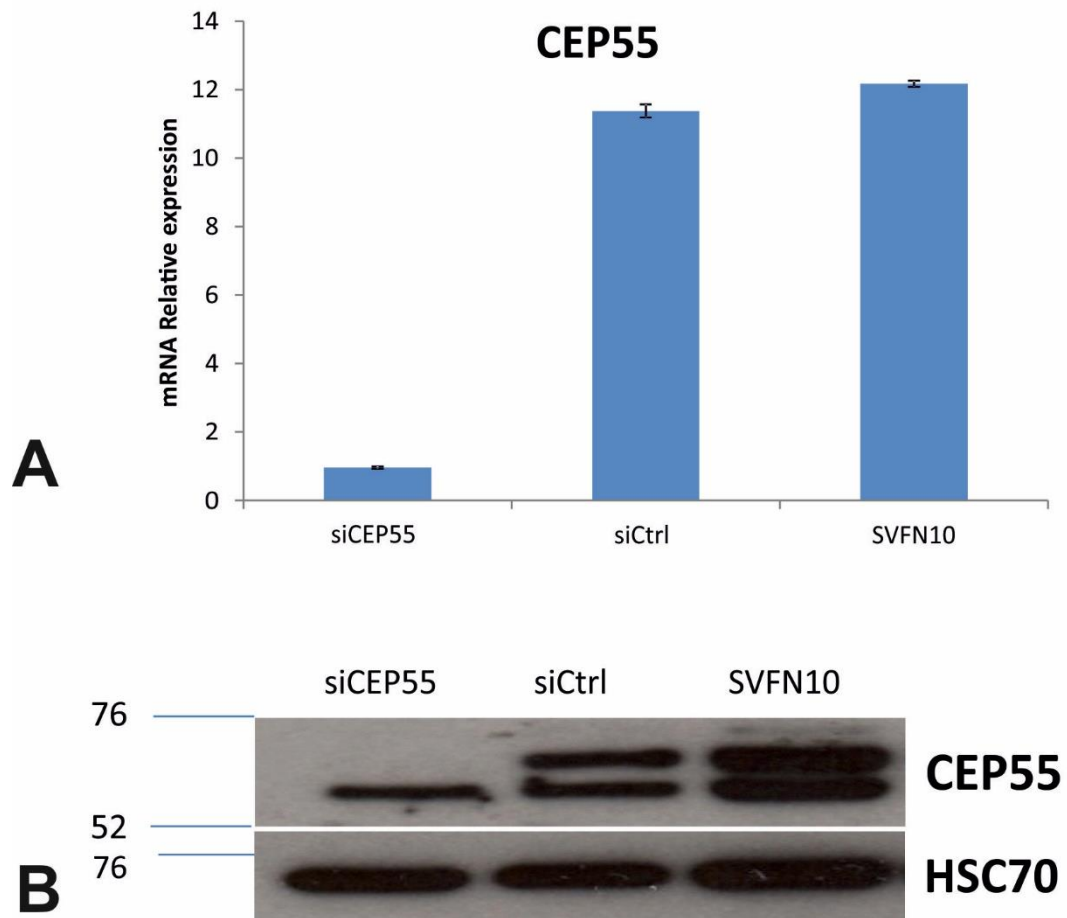 CEP55
14
12
10
8
6
4
2
0
mRNA Relative expression
siCEP55 siCtrl SVFN10
A
siCEP55 siCtrl SVFN10
76
CEP55
52
76
HSC70
B